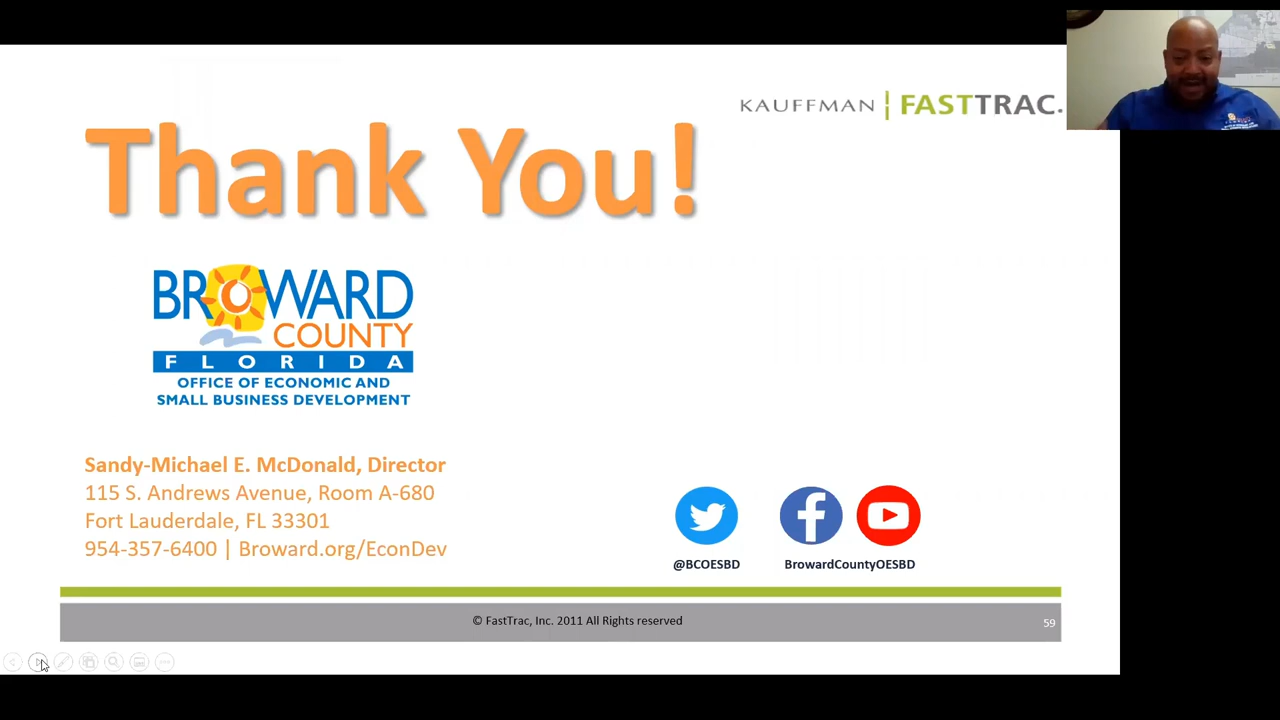 KAUFFMAN | FASTTRAC.
Thank You!
BROWARD
COUNTY
FLORIDA
OFFICE OF ECONOMIC AND
SMALL BUSINESS DEVELOPMENT
Sandy-Michael E. McDonald, Director
115 S. Andrews Avenue, Room A-680
Fort Lauderdale, FL 33301
954-357-6400 | Broward.org/EconDev
@BCOESBD
BrowardCountyOESBD
© FastTrac, Inc. 2011 All Rights reserved
59